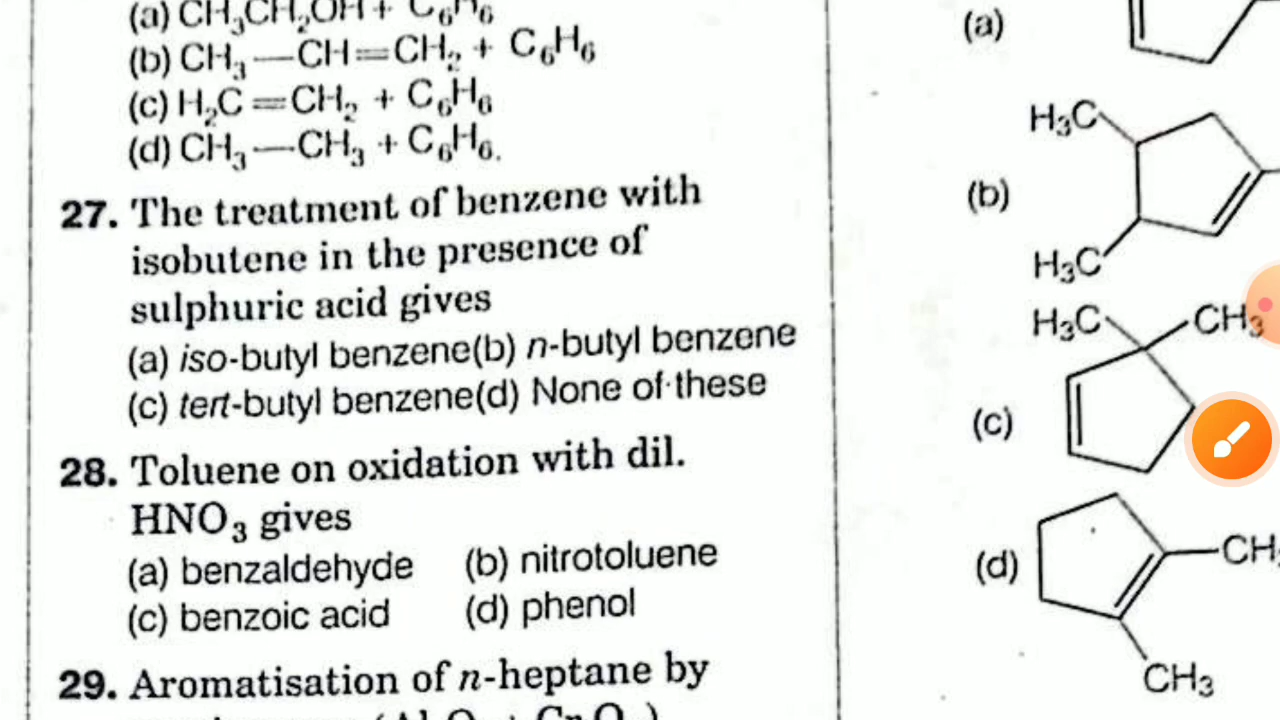 (a) CH₃CH₂OH + C₆H₆
(b) CH₃—CH=CH₂ + C₆H₆
(c) H₂C=CH₂ + C₆H₆
(d) CH₃—CH₃ + C₆H₆.
27. The treatment of benzene with
isobutene in the presence of
sulphuric acid gives
(a) iso-butyl benzene(b) n-butyl benzene
(c) tert-butyl benzene(d) None of these
28. Toluene on oxidation with dil.
HNO₃ gives
(a) benzaldehyde (b) nitrotoluene
(c) benzoic acid (d) phenol
29. Aromatisation of n-heptane by
(a)
H₃C
(b)
H₃C
H₃C CH₃
(c)
(d) CH₃
CH₃